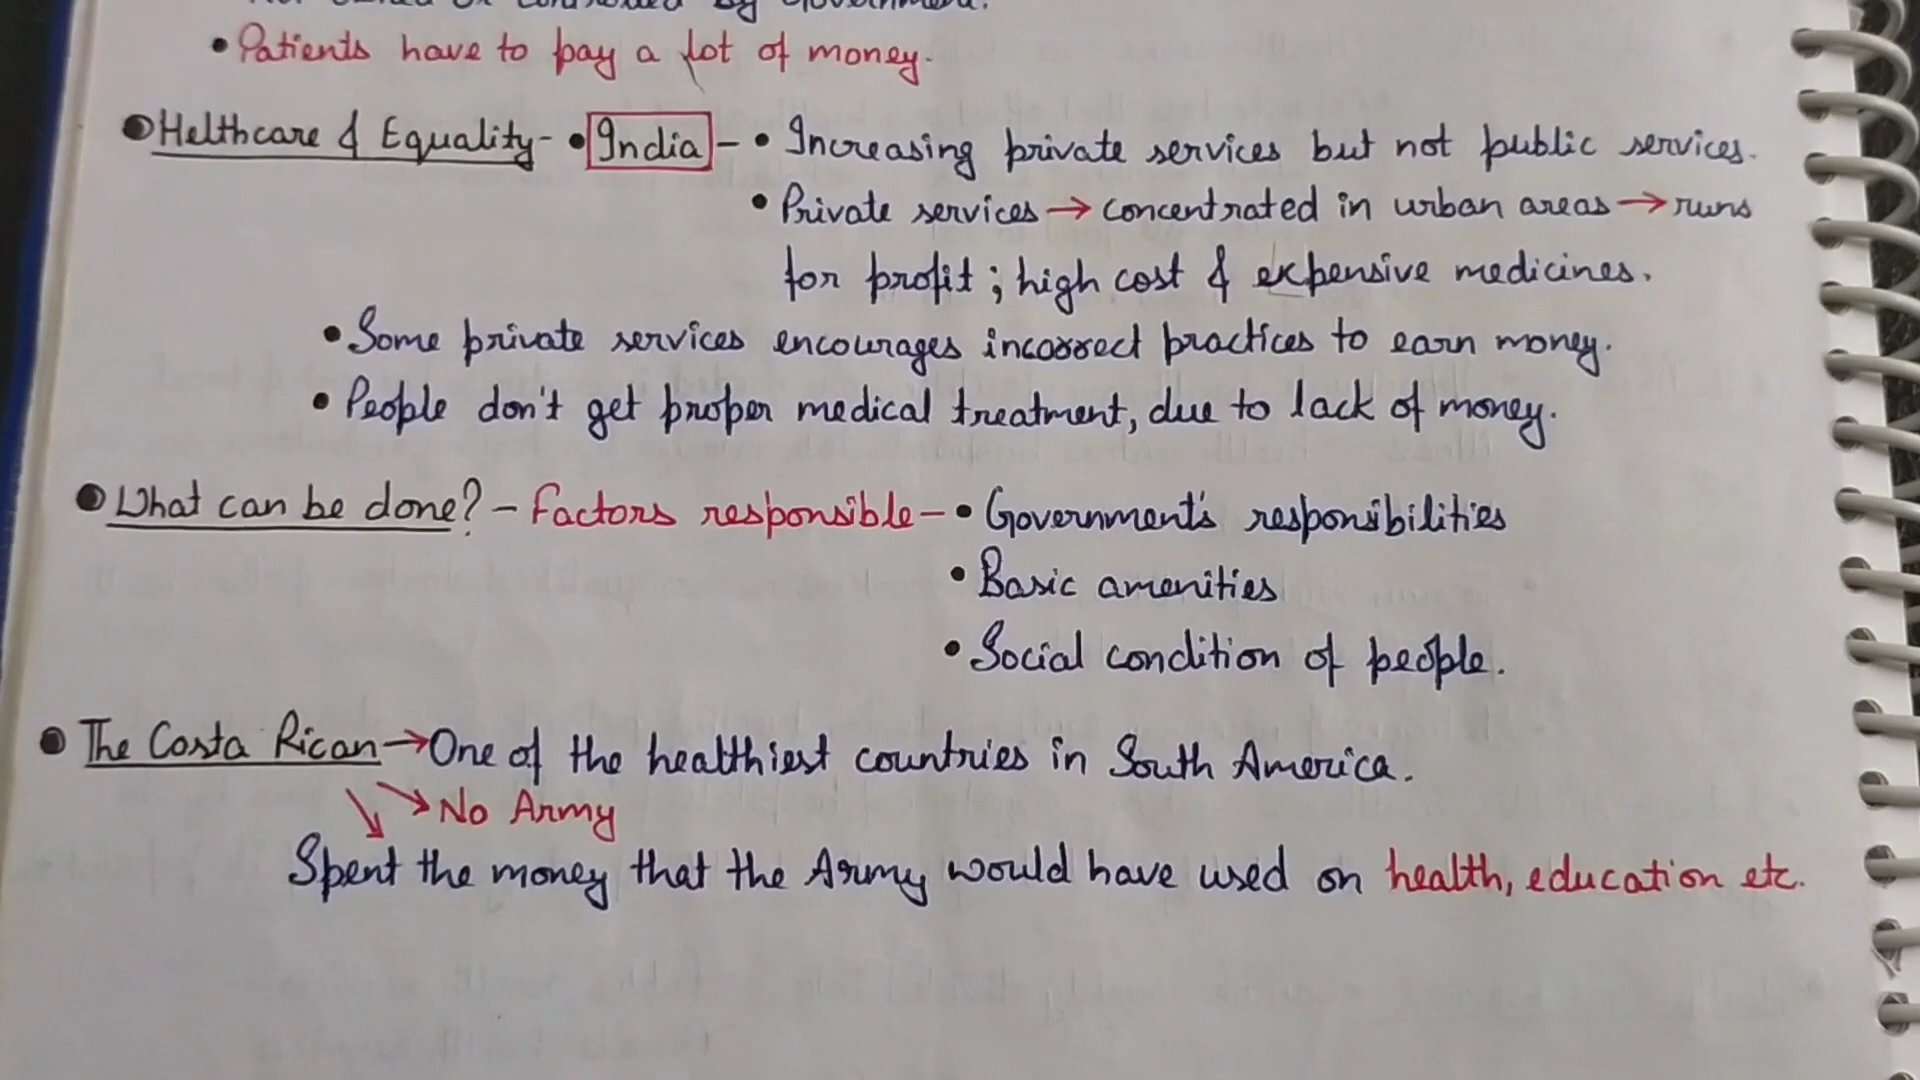 by Government.
• Patients have to pay a lot of money.
• Helthcare & Equality - • India - • Increasing private services but not public services.
• Private services → concentrated in urban areas → runs
for profit ; high cost & expensive medicines.
• Some private services encourages incorrect practices to earn money.
• People don't get proper medical treatment, due to lack of money.
• What can be done? - Factors responsible - • Government's responsibilities
• Basic amenities
• Social condition of people.
• The Costa Rican → One of the healthiest countries in South America.
→ No Army
Spent the money that the Army would have used on health, education etc.